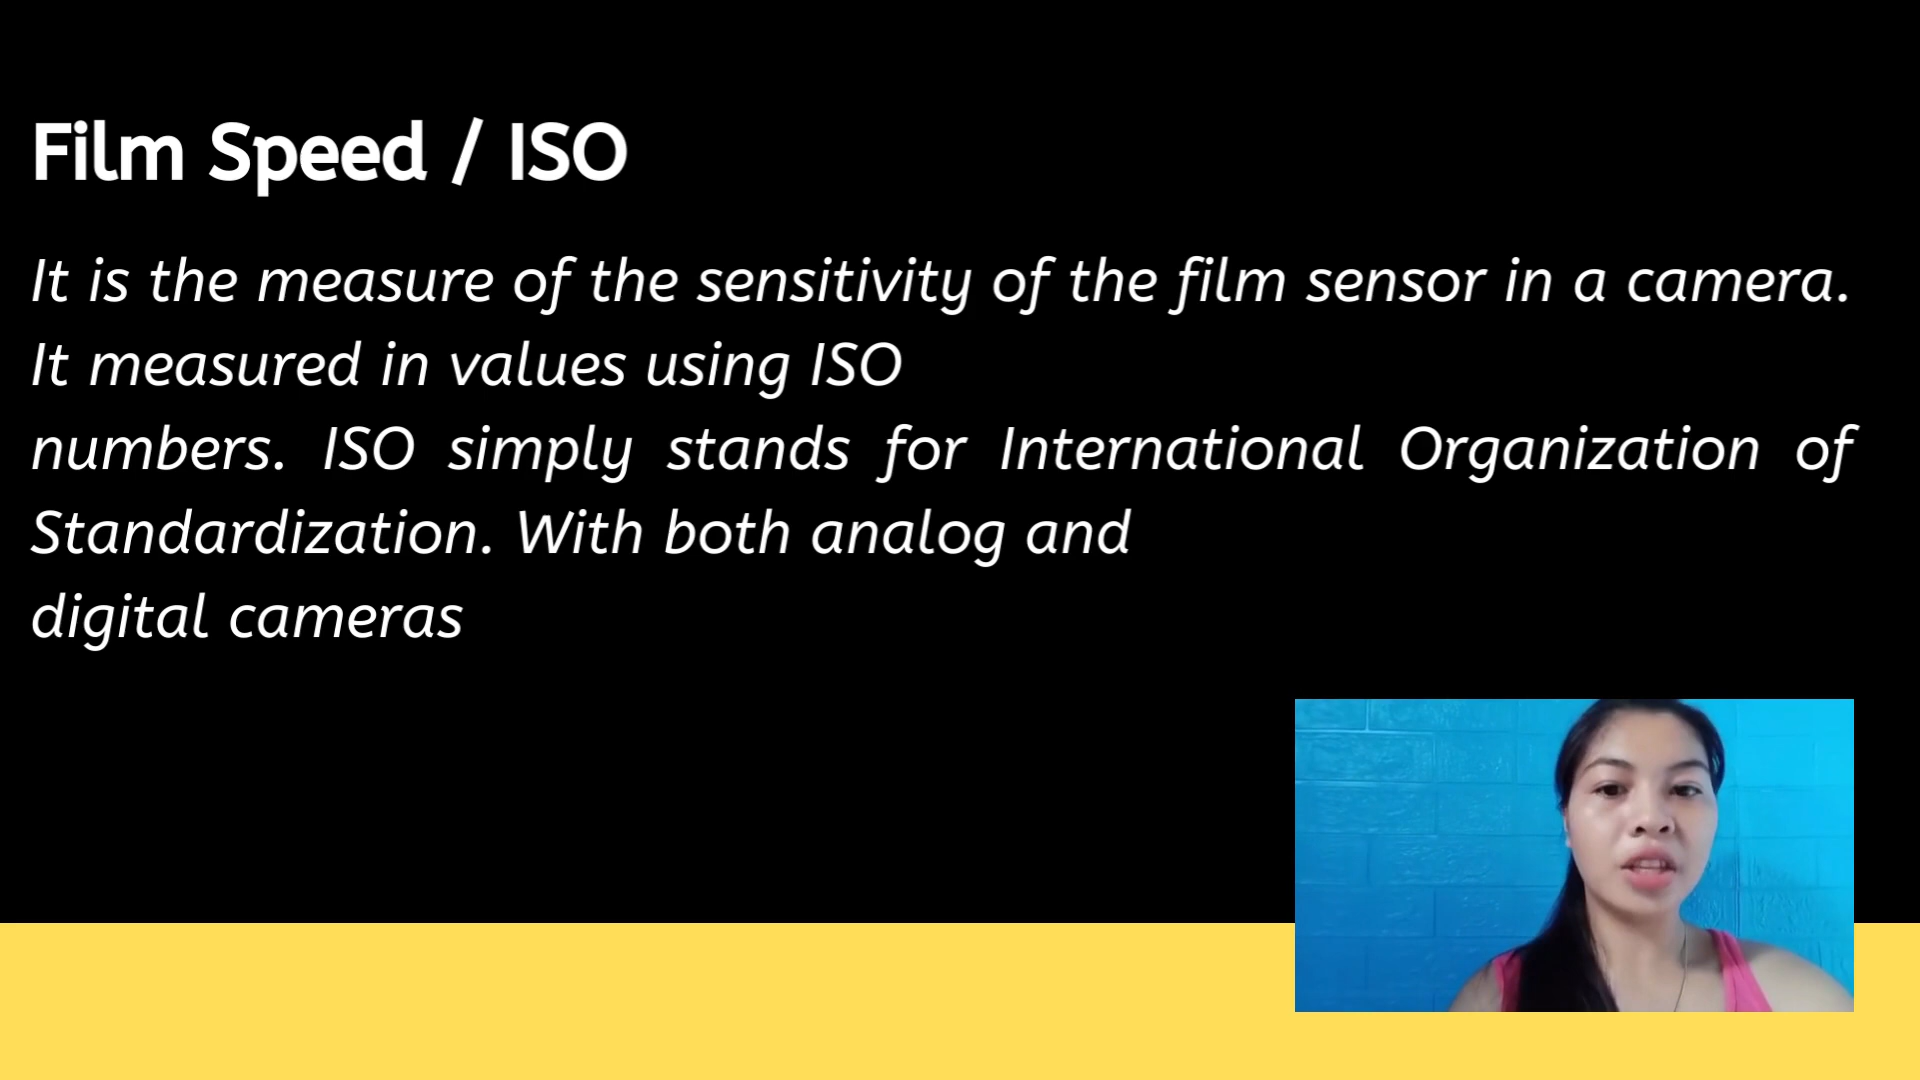 Film Speed / ISO
It is the measure of the sensitivity of the film sensor in a camera.
It measured in values using ISO
numbers. ISO simply stands for International Organization of
Standardization. With both analog and
digital cameras